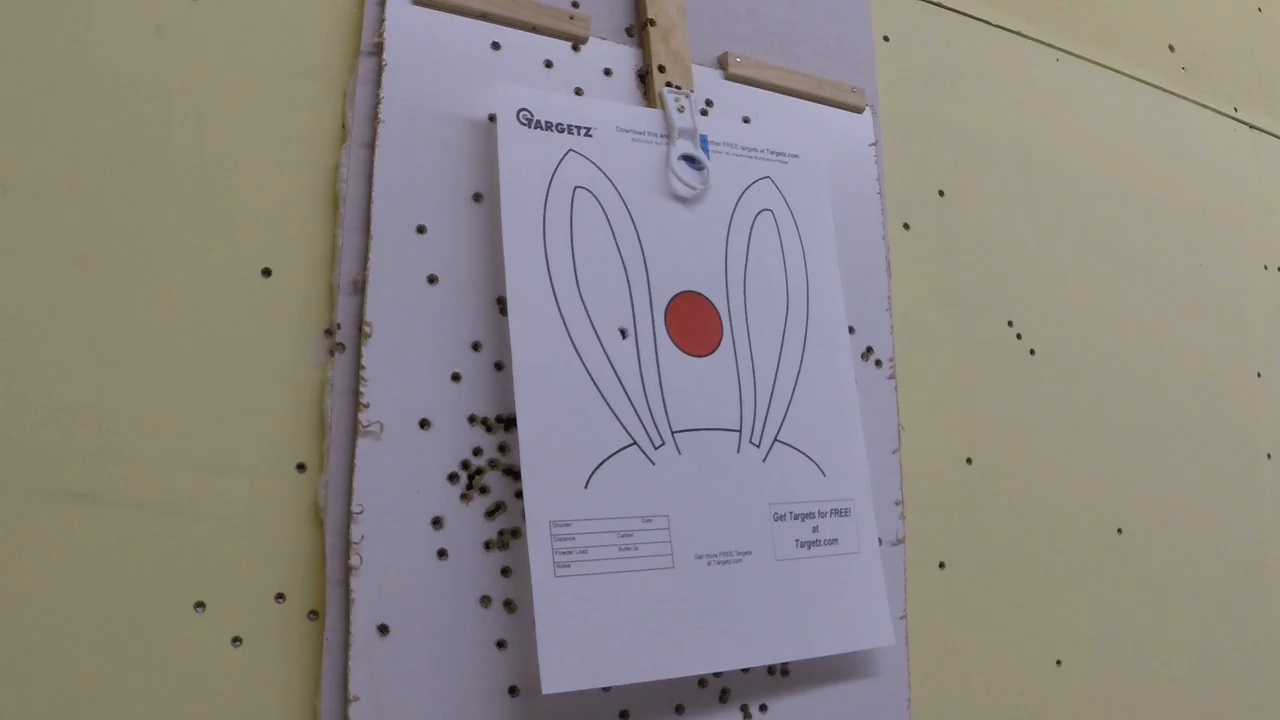 TARGETZ
Download this and other FREE targets at Targetz.com
Shooter Date
Distance Caliber
Powder Load Bullet Gr.
Notes
Get more FREE Targets
at Targetz.com
Get Targets for FREE!
at
Targetz.com